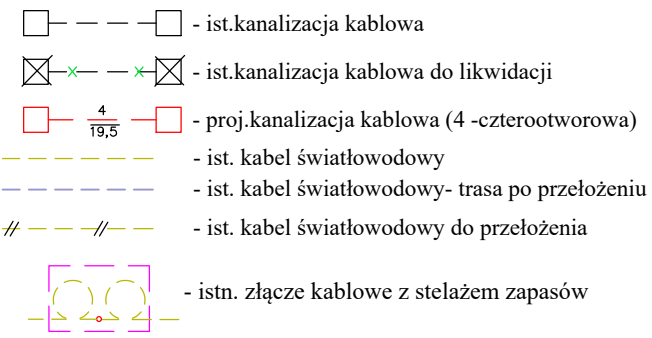 - ist.kanalizacja kablowa
- ist.kanalizacja kablowa do likwidacji
4
19,5
- proj.kanalizacja kablowa (4 -czterootworowa)
- ist. kabel światłowodowy
- ist. kabel światłowodowy- trasa po przełożeniu
- ist. kabel światłowodowy do przełożenia
- istn. złącze kablowe z stelażem zapasów